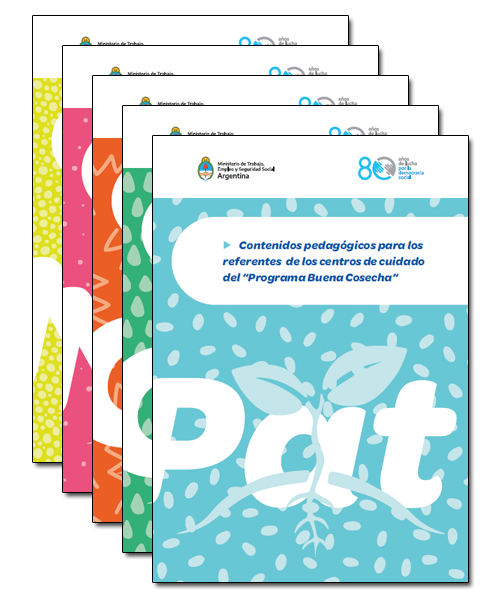 Ministerio de Trabajo,
Ministerio de Trabajo,
Ministerio de Trabajo,
Ministerio de Trabajo,
Ministerio de Trabajo,
Empleo y Seguridad Social
Argentina
80 años
de lucha
por la
democracia
social
▶ Contenidos pedagógicos para los
referentes de los centros de cuidado
del “Programa Buena Cosecha“
Pat